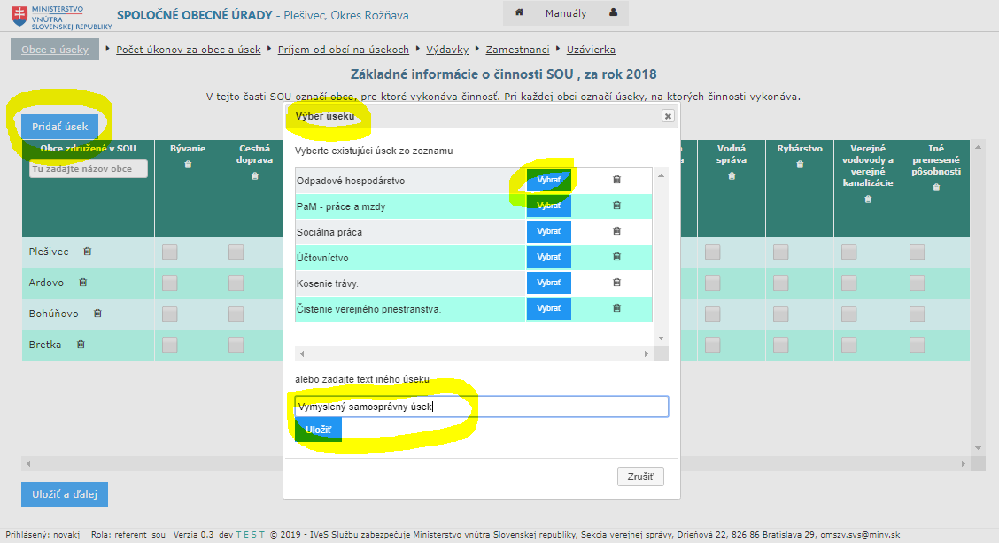 MINISTERSTVO
VNÚTRA
SLOVENSKEJ REPUBLIKY
SPOLOČNÉ OBECNÉ ÚRADY - Plešivec, Okres Rožňava
Manuály
Obce a úseky
Počet úkonov za obec a úsek
Príjem od obcí na úsekoch
Výdavky
Zamestnanci
Uzávierka
Základné informácie o činnosti SOU , za rok 2018
V tejto časti SOU označí obce, pre ktoré vykonáva činnosť. Pri každej obci označí úseky, na ktorých činnosti vykonáva.
Pridať úsek
Obce združené v SOU
Tu zadajte názov obce
Bývanie
Cestná
doprava
Vodná
správa
Rybárstvo
Verejné
vodovody a
verejné
kanalizácie
Iné
prenesené
pôsobnosti
Plešivec
Ardovo
Bohúňovo
Bretka
Výber úseku
Vyberte existujúci úsek zo zoznamu
Odpadové hospodárstvo Vybrať
PaM - práce a mzdy Vybrať
Sociálna práca Vybrať
Účtovníctvo Vybrať
Kosenie trávy. Vybrať
Čistenie verejného priestranstva. Vybrať
alebo zadajte text iného úseku
Vymyslený samosprávny úsek
Uložiť
Zrušiť
Uložiť a ďalej
Prihlásený: novakj Rola: referent_sou Verzia 0.3_dev T E S T © 2019 - IVeS Službu zabezpečuje Ministerstvo vnútra Slovenskej republiky, Sekcia verejnej správy, Drieňová 22, 826 86 Bratislava 29, omszv.svs@minv.sk